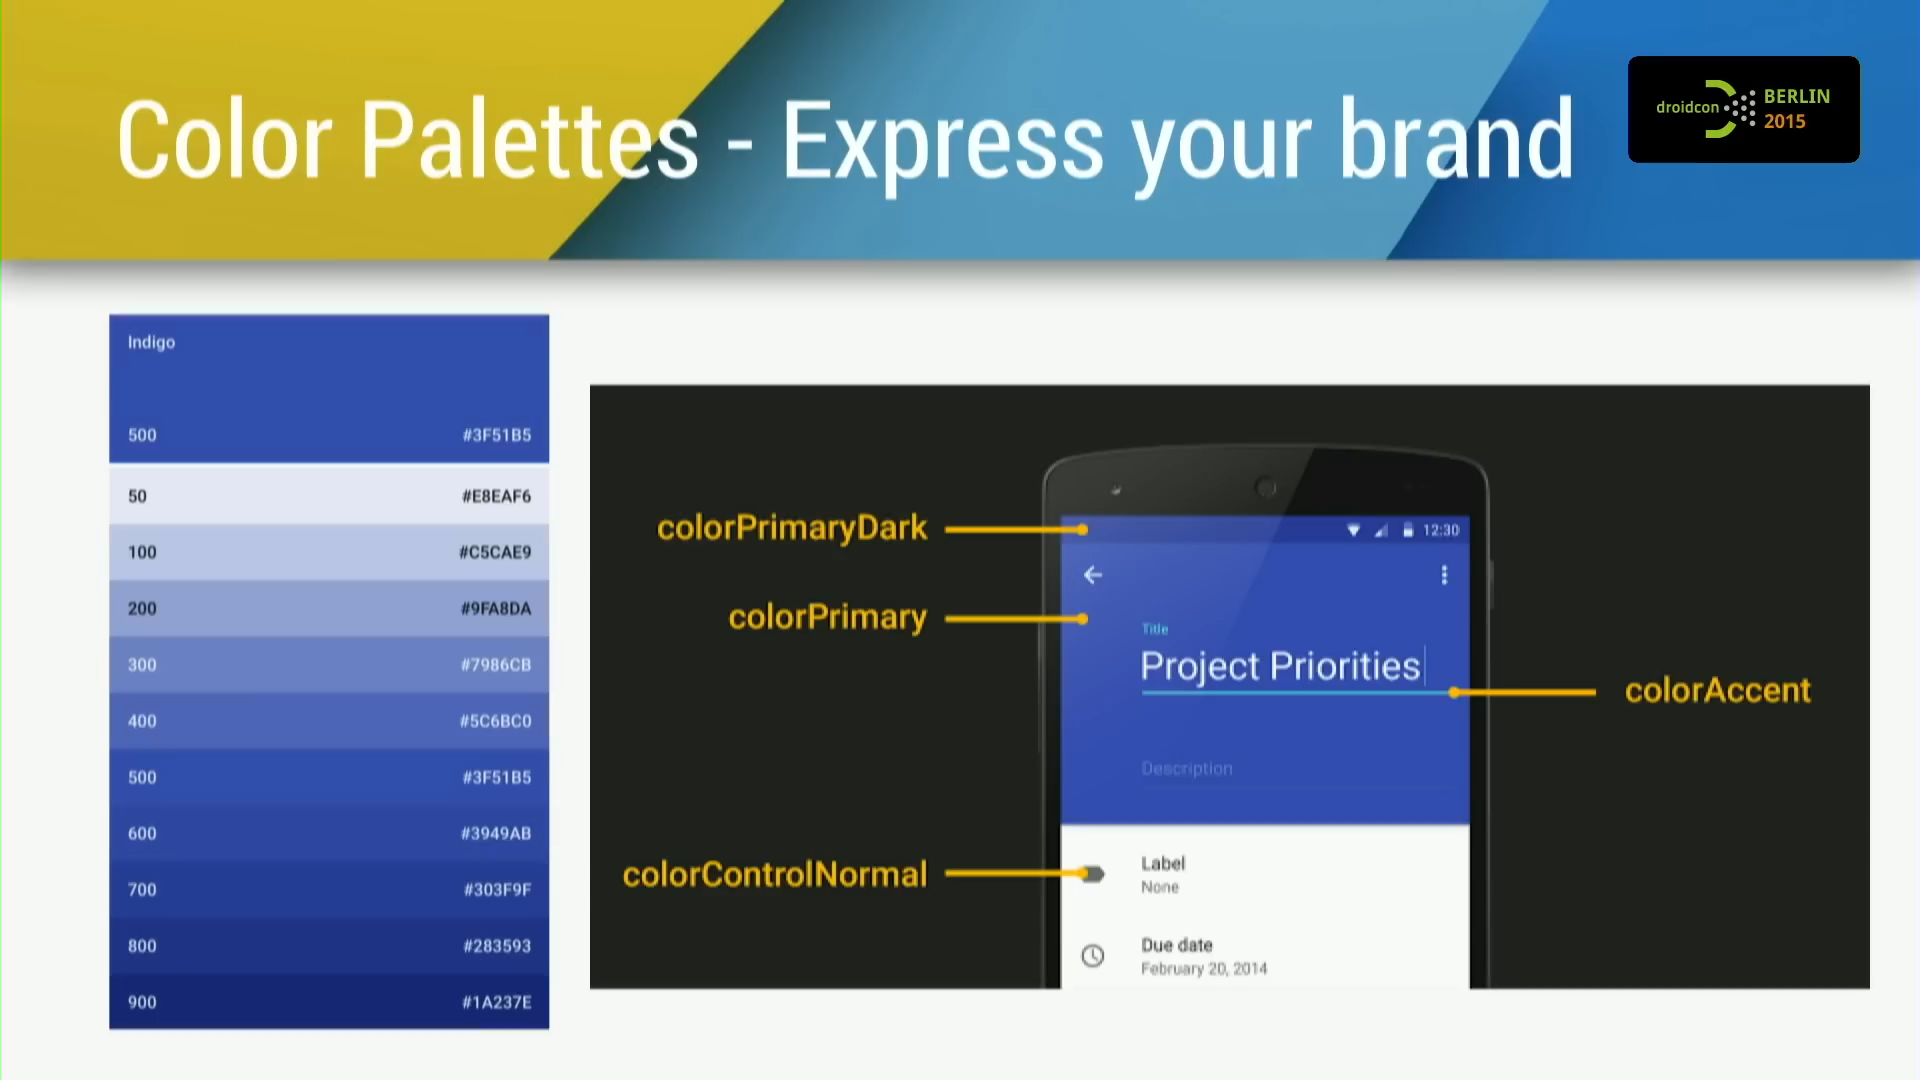 Color Palettes - Express your brand
droidcon
BERLIN
2015
Indigo
500 #3F51B5
50 #E8EAF6
100 #C5CAE9
200 #9FA8DA
300 #7986CB
400 #5C6BC0
500 #3F51B5
600 #3949AB
700 #303F9F
800 #283593
900 #1A237E
colorPrimaryDark
colorPrimary
colorControlNormal
colorAccent
12:30
Title
Project Priorities
Description
Label
None
Due date
February 20, 2014